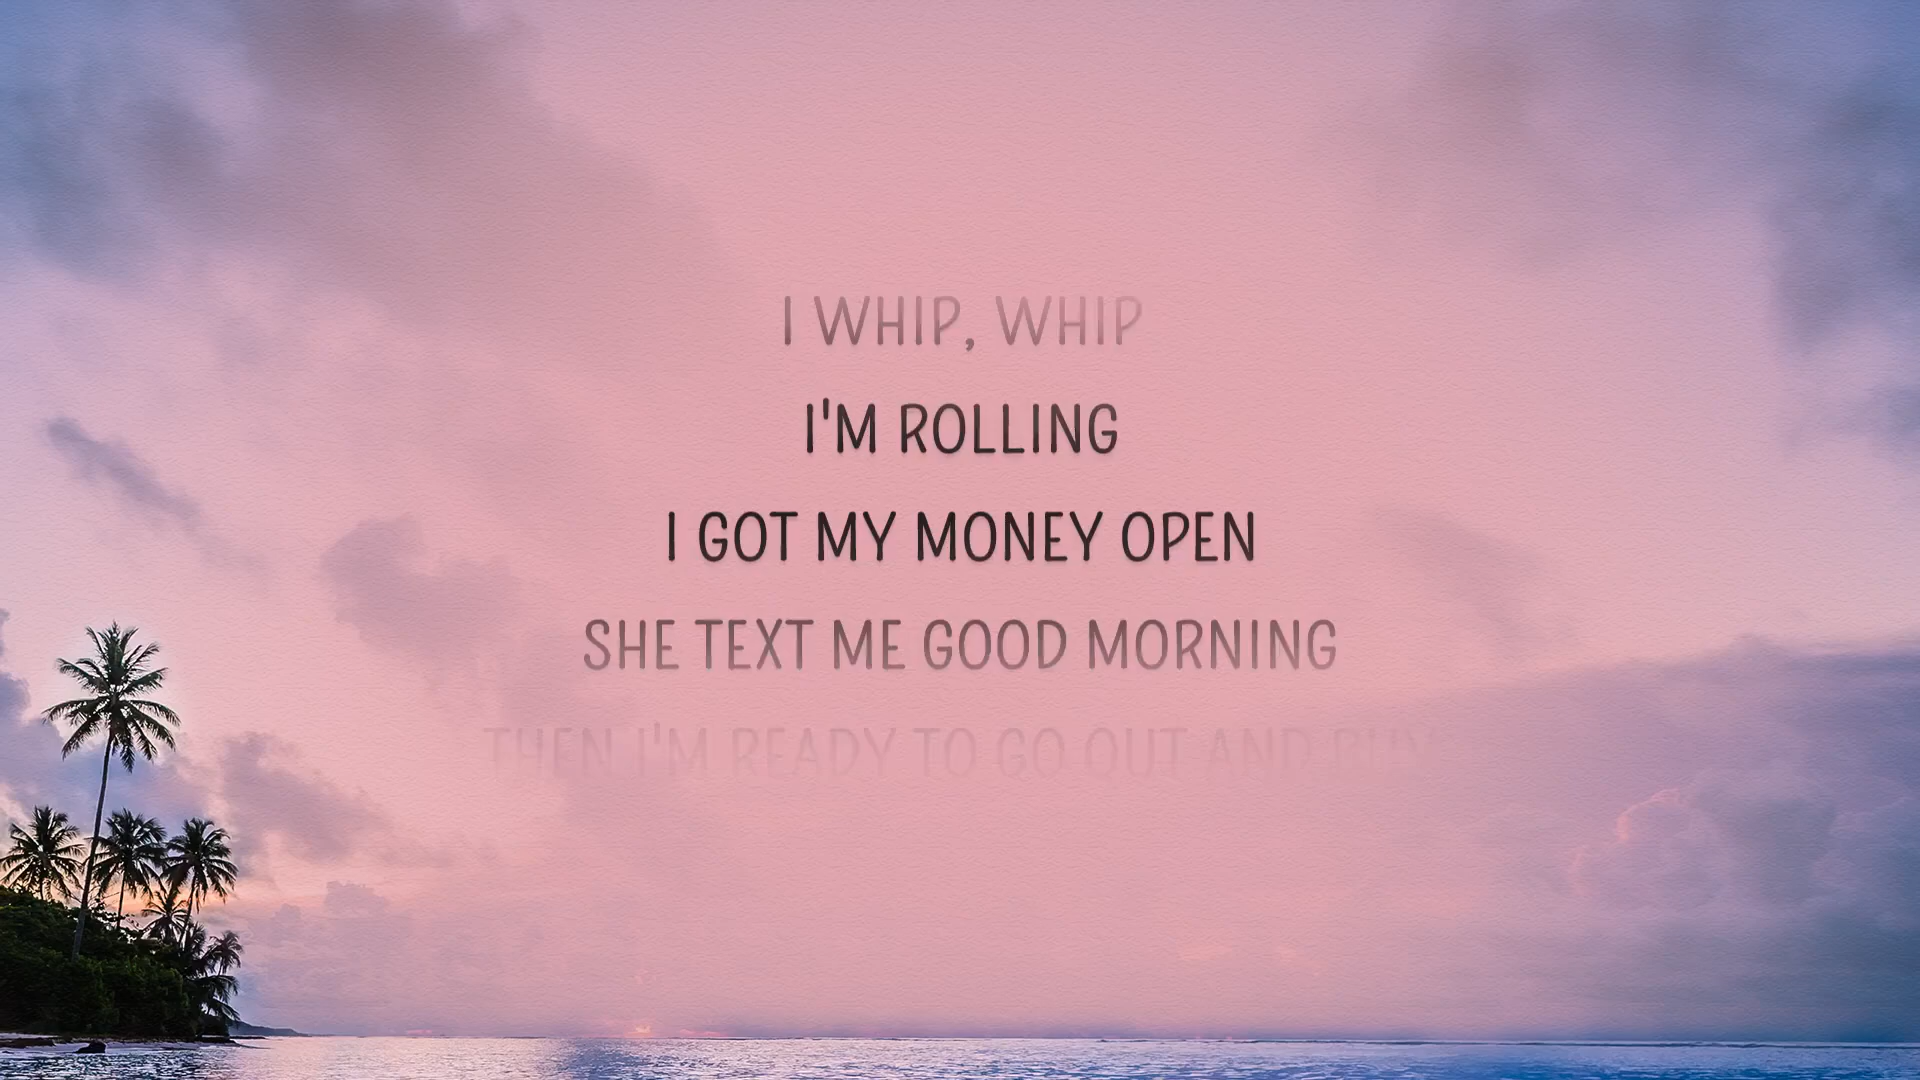 I WHIP, WHIP
I'M ROLLING
I GOT MY MONEY OPEN
SHE TEXT ME GOOD MORNING
THEN I'M READY TO GO OUT AND BUY